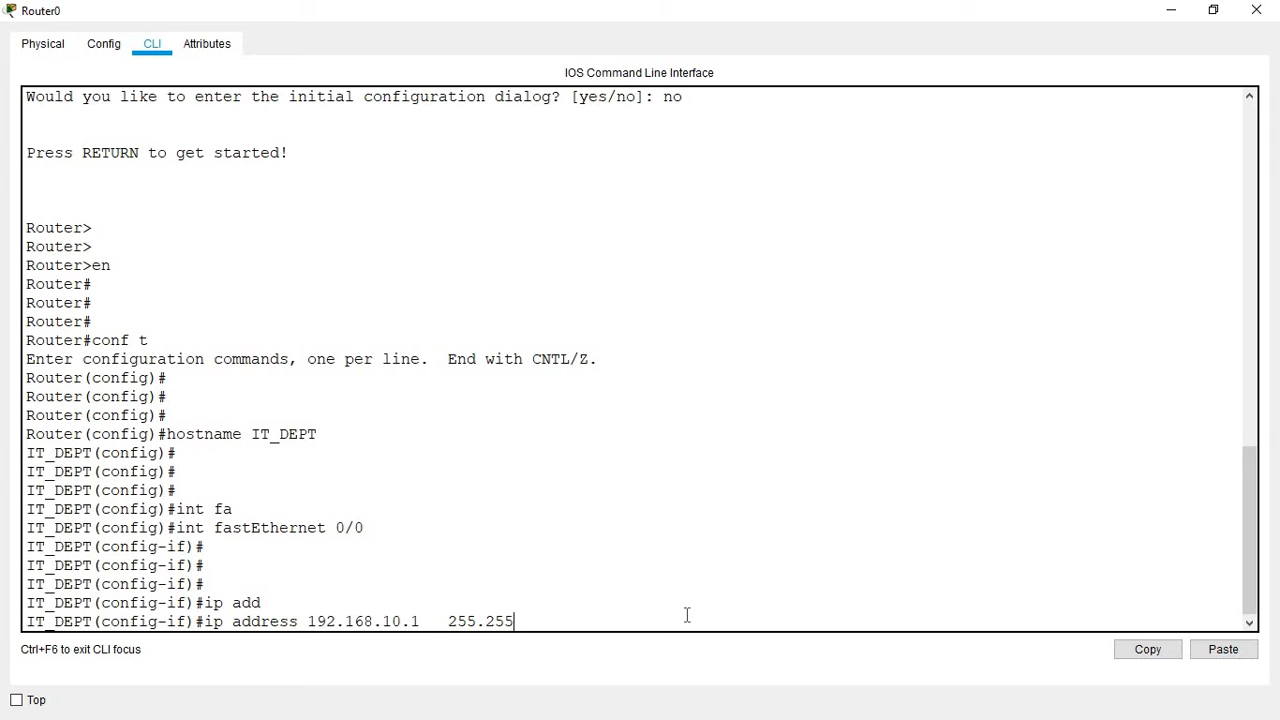 Router0
Physical Config CLI Attributes
IOS Command Line Interface
Would you like to enter the initial configuration dialog? [yes/no]: no
Press RETURN to get started!
Router>
Router>
Router>en
Router#
Router#
Router#
Router#conf t
Enter configuration commands, one per line.  End with CNTL/Z.
Router(config)#
Router(config)#
Router(config)#
Router(config)#hostname IT_DEPT
IT_DEPT(config)#
IT_DEPT(config)#
IT_DEPT(config)#
IT_DEPT(config)#int fa
IT_DEPT(config)#int fastEthernet 0/0
IT_DEPT(config-if)#
IT_DEPT(config-if)#
IT_DEPT(config-if)#
IT_DEPT(config-if)#ip add
IT_DEPT(config-if)#ip address 192.168.10.1   255.255
Ctrl+F6 to exit CLI focus
Copy Paste
Top